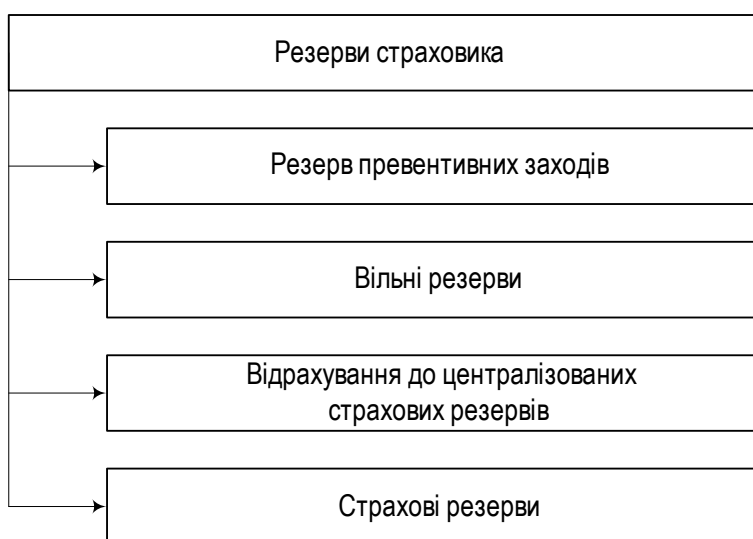 Резерви страховика
Резерв превентивних заходів
Вільні резерви
Відрахування до централізованих
страхових резервів
Страхові резерви